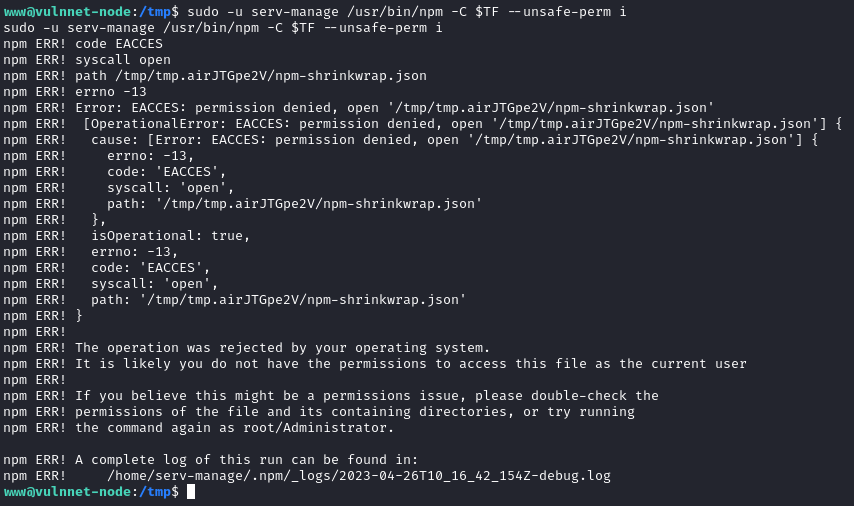 www@vulnnet-node:/tmp$ sudo -u serv-manage /usr/bin/npm -C $TF --unsafe-perm i
sudo -u serv-manage /usr/bin/npm -C $TF --unsafe-perm i
npm ERR! code EACCES
npm ERR! syscall open
npm ERR! path /tmp/tmp.airJTGpe2V/npm-shrinkwrap.json
npm ERR! errno -13
npm ERR! Error: EACCES: permission denied, open '/tmp/tmp.airJTGpe2V/npm-shrinkwrap.json'
npm ERR!  [OperationalError: EACCES: permission denied, open '/tmp/tmp.airJTGpe2V/npm-shrinkwrap.json'] {
npm ERR!   cause: [Error: EACCES: permission denied, open '/tmp/tmp.airJTGpe2V/npm-shrinkwrap.json'] {
npm ERR!     errno: -13,
npm ERR!     code: 'EACCES',
npm ERR!     syscall: 'open',
npm ERR!     path: '/tmp/tmp.airJTGpe2V/npm-shrinkwrap.json'
npm ERR!   },
npm ERR!   isOperational: true,
npm ERR!   errno: -13,
npm ERR!   code: 'EACCES',
npm ERR!   syscall: 'open',
npm ERR!   path: '/tmp/tmp.airJTGpe2V/npm-shrinkwrap.json'
npm ERR! }
npm ERR!
npm ERR! The operation was rejected by your operating system.
npm ERR! It is likely you do not have the permissions to access this file as the current user
npm ERR!
npm ERR! If you believe this might be a permissions issue, please double-check the
npm ERR! permissions of the file and its containing directories, or try running
npm ERR! the command again as root/Administrator.

npm ERR! A complete log of this run can be found in:
npm ERR!     /home/serv-manage/.npm/_logs/2023-04-26T10_16_42_154Z-debug.log
www@vulnnet-node:/tmp$